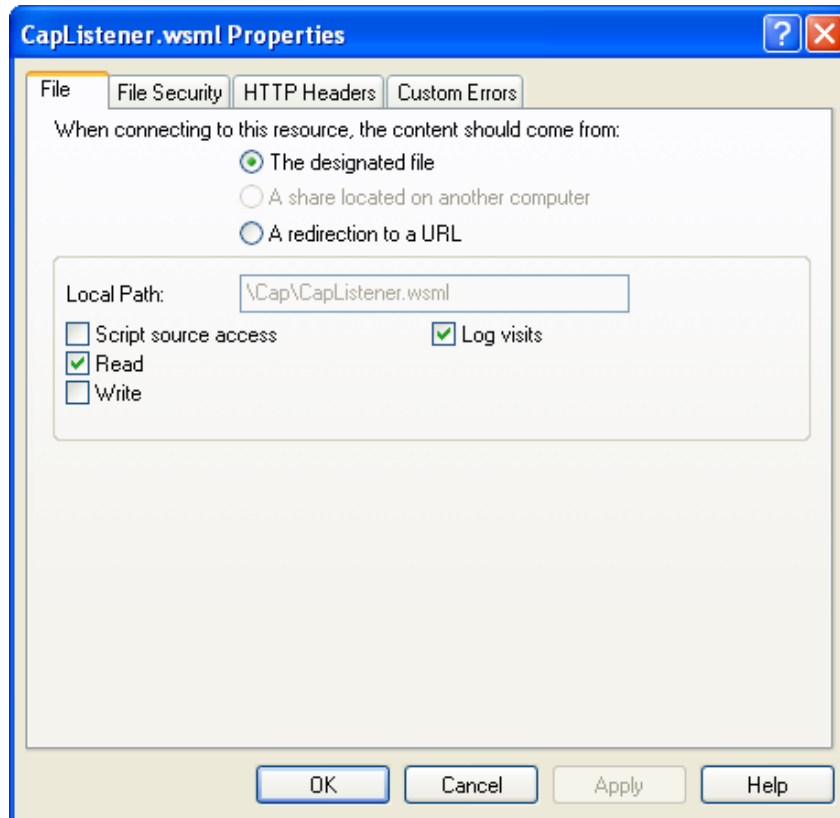 CapListener.wsml Properties
File File Security HTTP Headers Custom Errors
When connecting to this resource, the content should come from:
The designated file
A share located on another computer
A redirection to a URL
Local Path: \Cap\CapListener.wsml
Script source access Log visits
Read
Write
OK Cancel Apply Help